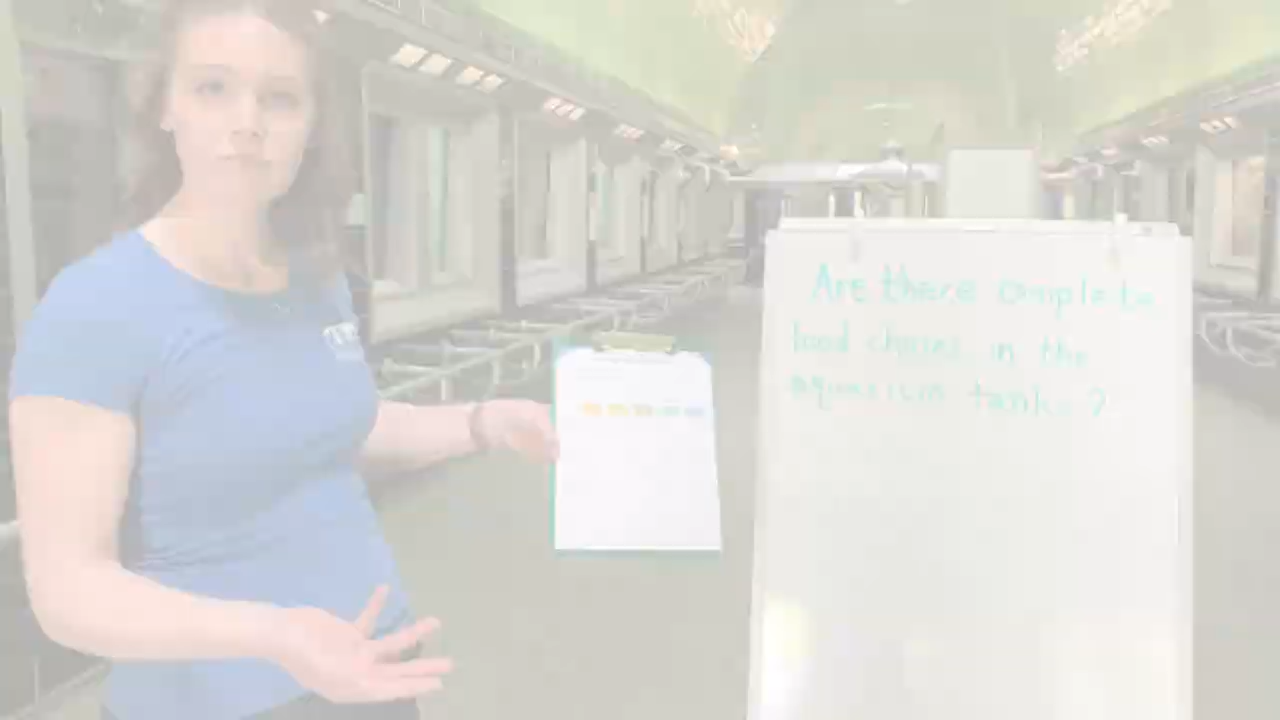 Are there complete
food chains in the
aquarium tanks?